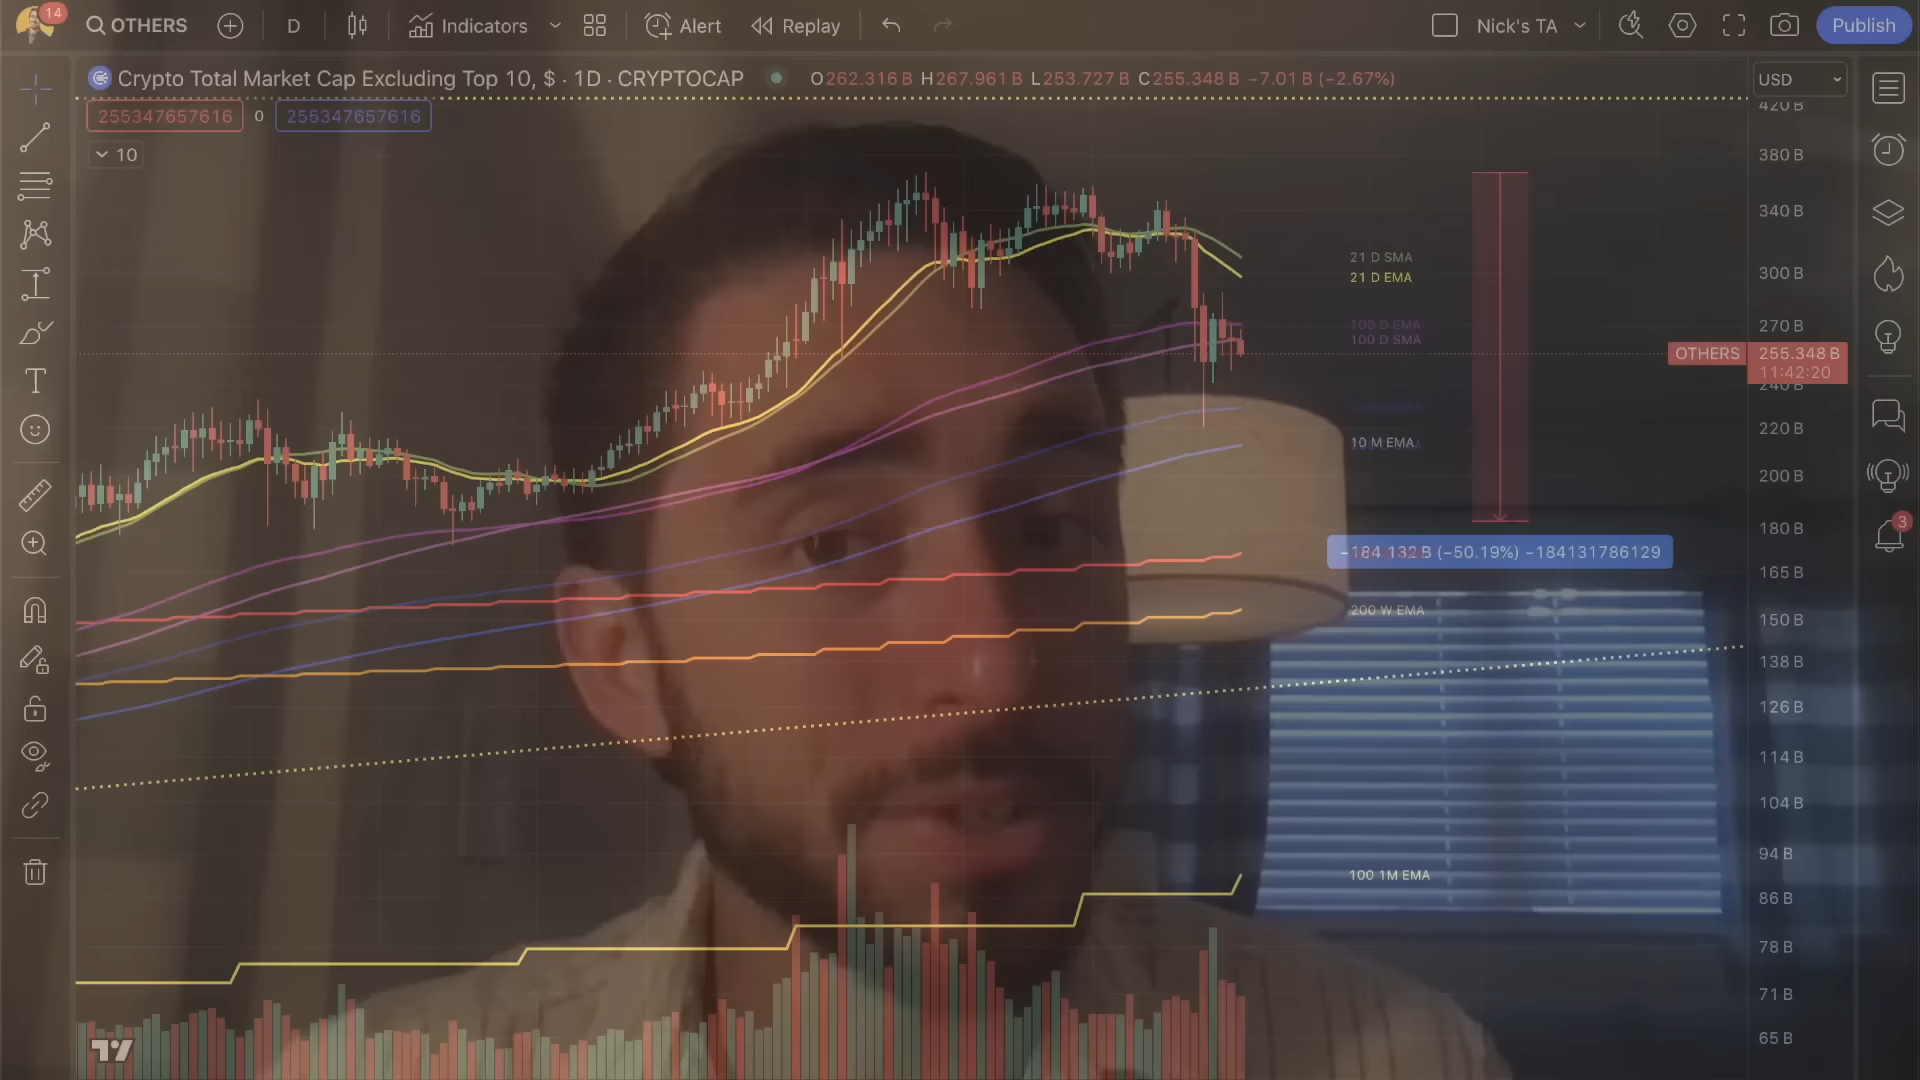 14
OTHERS
D
Indicators
Alert
Replay
Nick's TA
Publish
Crypto Total Market Cap Excluding Top 10, $ · 1D · CRYPTOCAP
O262.316 B H267.961 B L253.727 B C255.348 B −7.01 B (−2.67%)
USD
255347657616 0 255347657616
10
420 B
380 B
340 B
21 D SMA
300 B
21 D EMA
100 D EMA
270 B
100 D SMA
OTHERS 255.348 B
11:42:20
240 B
220 B
10 M EMA
200 B
3
180 B
−184.132 B (−50.19%) −184131786129
165 B
200 W EMA
150 B
138 B
126 B
114 B
104 B
94 B
100 1M EMA
86 B
78 B
71 B
65 B